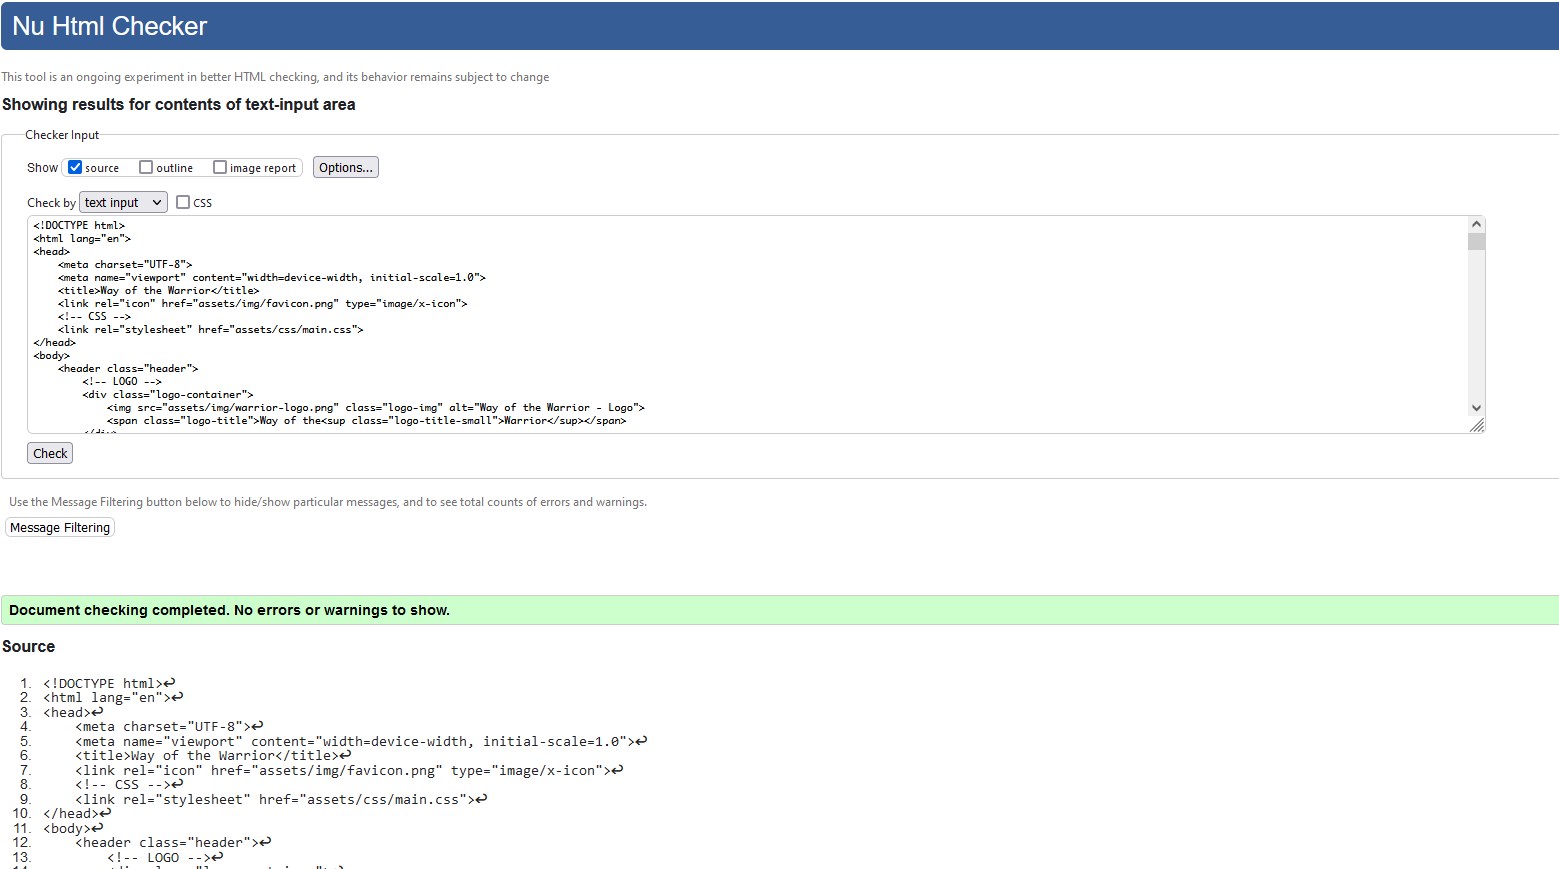 Nu Html Checker
This tool is an ongoing experiment in better HTML checking, and its behavior remains subject to change
Showing results for contents of text-input area
Checker Input
Show source outline image report Options...
Check by text input CSS
<!DOCTYPE html>
<html lang="en">
<head>
    <meta charset="UTF-8">
    <meta name="viewport" content="width=device-width, initial-scale=1.0">
    <title>Way of the Warrior</title>
    <link rel="icon" href="assets/img/favicon.png" type="image/x-icon">
    <!-- CSS -->
    <link rel="stylesheet" href="assets/css/main.css">
</head>
<body>
    <header class="header">
        <!-- LOGO -->
        <div class="logo-container">
            <img src="assets/img/warrior-logo.png" class="logo-img" alt="Way of the Warrior - Logo">
            <span class="logo-title">Way of the<sup class="logo-title-small">Warrior</sup></span>
        </div>
Check
Use the Message Filtering button below to hide/show particular messages, and to see total counts of errors and warnings.
Message Filtering
Document checking completed. No errors or warnings to show.
Source
1. <!DOCTYPE html>↩
2. <html lang="en">↩
3. <head>↩
4.     <meta charset="UTF-8">↩
5.     <meta name="viewport" content="width=device-width, initial-scale=1.0">↩
6.     <title>Way of the Warrior</title>↩
7.     <link rel="icon" href="assets/img/favicon.png" type="image/x-icon">↩
8.     <!-- CSS -->↩
9.     <link rel="stylesheet" href="assets/css/main.css">↩
10. </head>↩
11. <body>↩
12.     <header class="header">↩
13.         <!-- LOGO -->↩